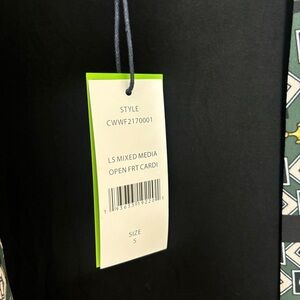 STYLE
CWWF2170001
LS MIXED MEDIA
OPEN FRT CARDI
SIZE
S